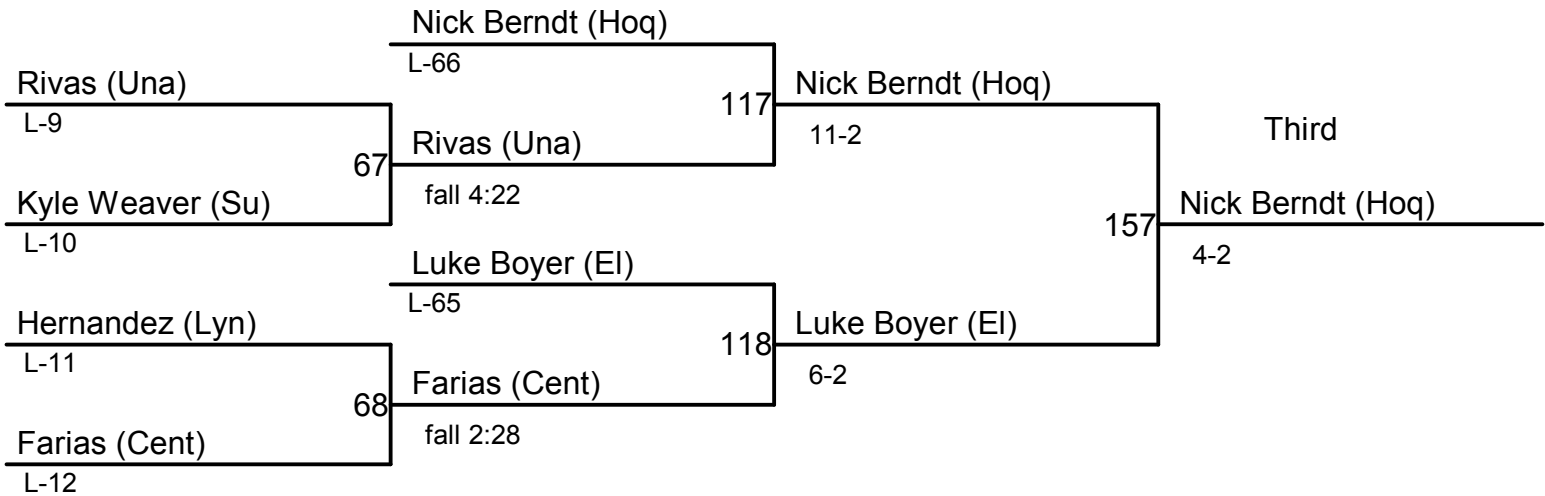 Nick Berndt (Hoq)
L-66
Rivas (Una)
L-9
117
Nick Berndt (Hoq)
11-2
Third
67
Rivas (Una)
fall 4:22
Kyle Weaver (Su)
L-10
157
Nick Berndt (Hoq)
4-2
Luke Boyer (El)
L-65
Hernandez (Lyn)
L-11
118
Luke Boyer (El)
6-2
68
Farias (Cent)
fall 2:28
Farias (Cent)
L-12